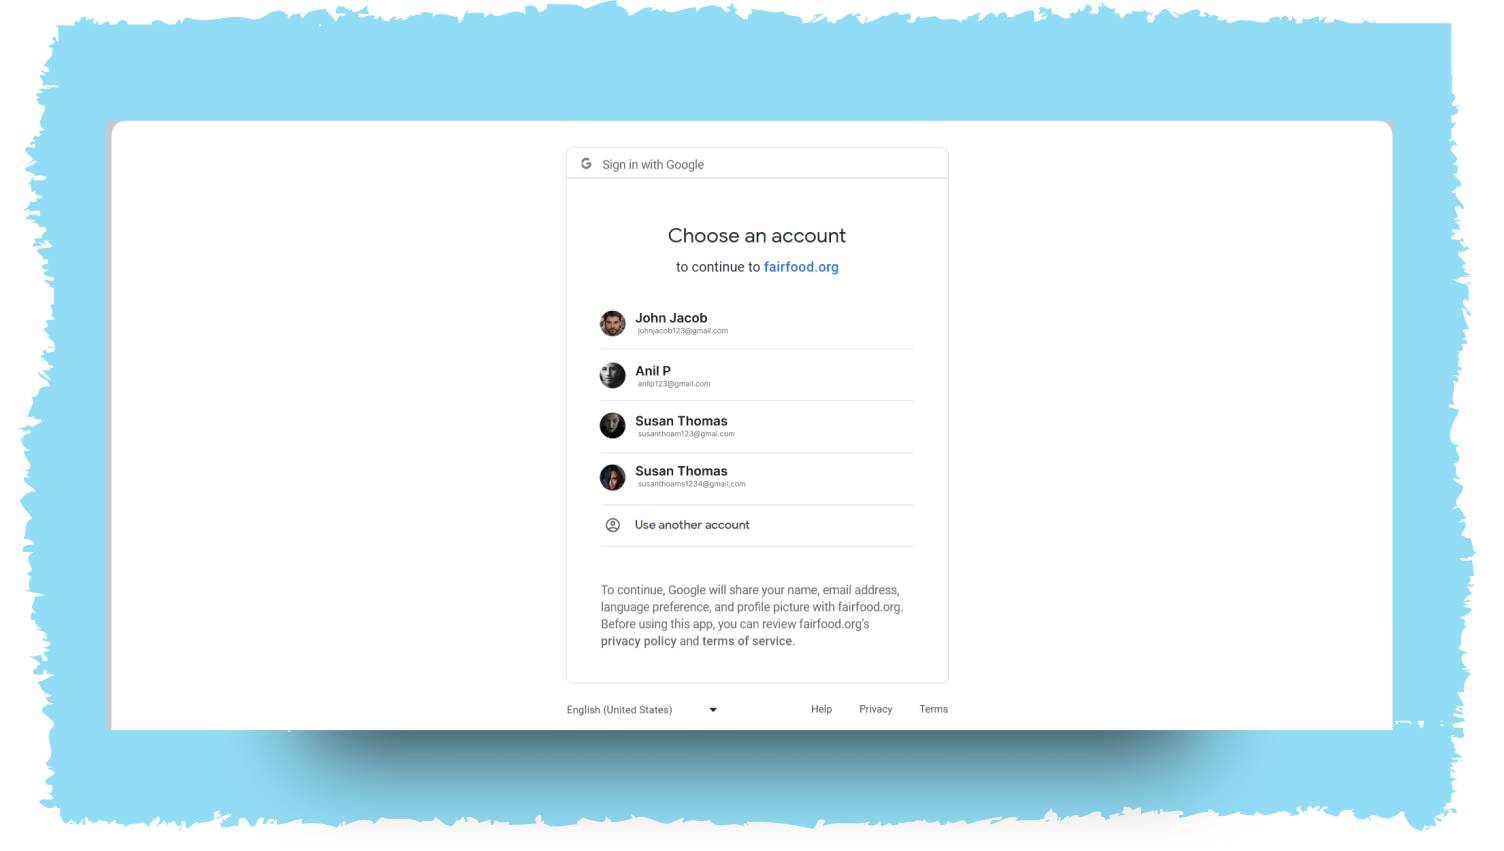 Sign in with Google
Choose an account
to continue to fairfood.org
John Jacob
johnjacob123@gmail.com
Anil P
anilp123@gmail.com
Susan Thomas
susanthoam123@gmai.com
Susan Thomas
susanthoams1234@gmail,com
Use another account
To continue, Google will share your name, email address,
language preference, and profile picture with fairfood.org.
Before using this app, you can review fairfood.org’s
privacy policy and terms of service.
English (United States) Help Privacy Terms